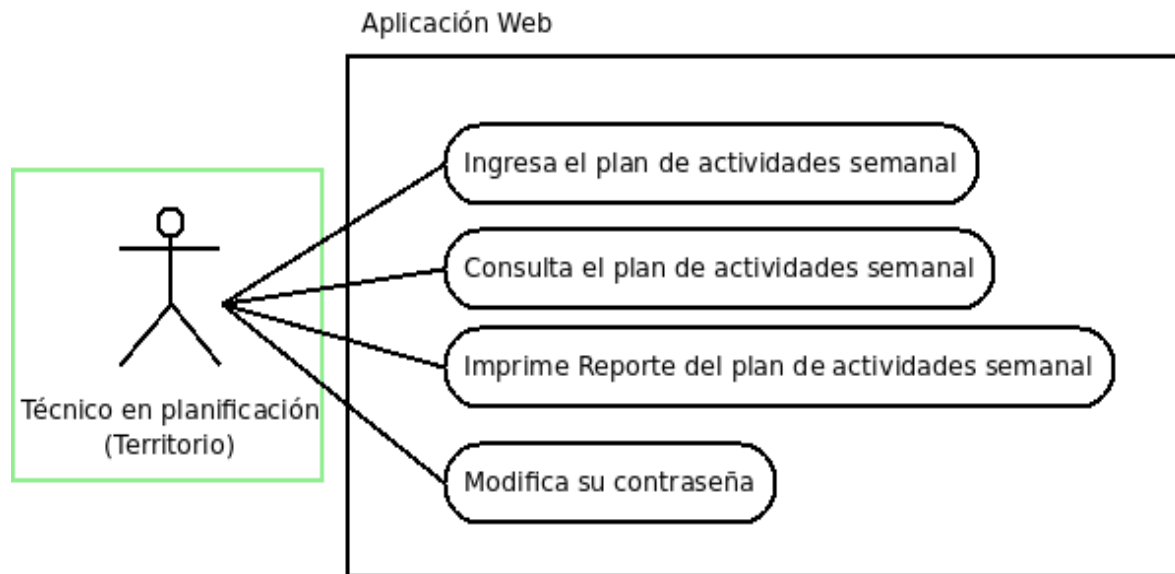 Aplicación Web
Ingresa el plan de actividades semanal
Consulta el plan de actividades semanal
Imprime Reporte del plan de actividades semanal
Técnico en planificación
(Territorio)
Modifica su contraseña